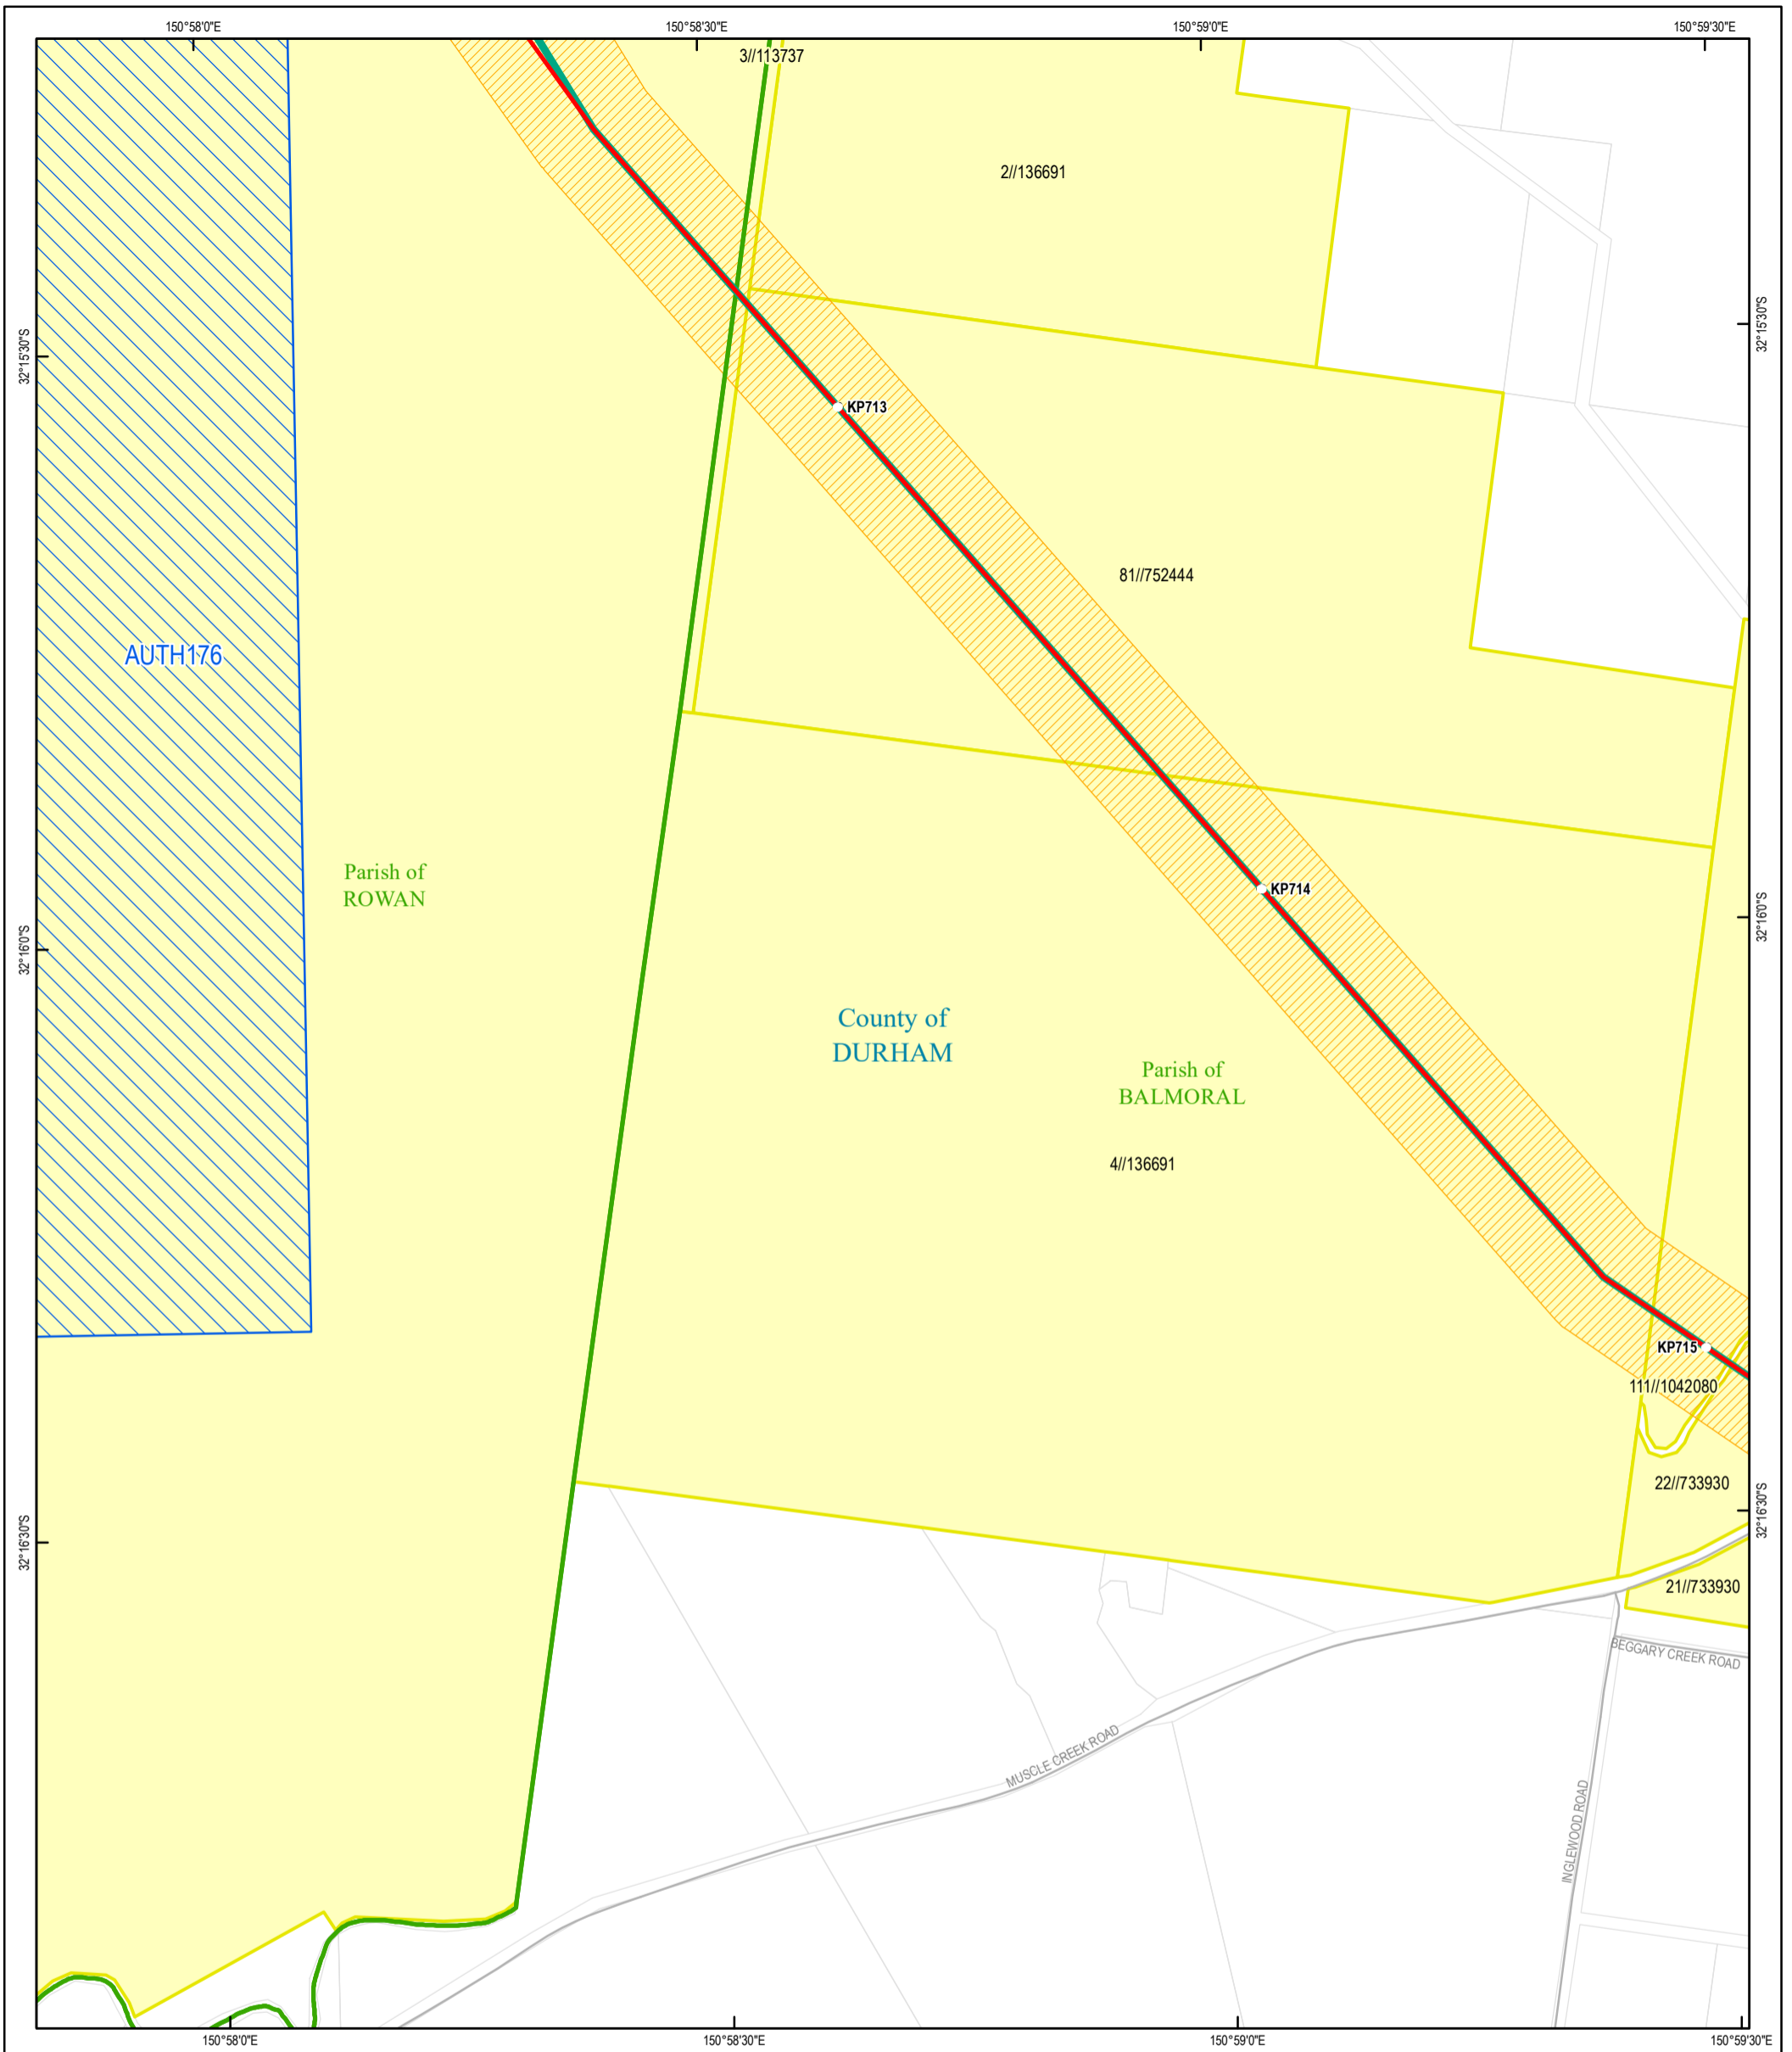 150°58'0"E
150°58'30"E
150°59'0"E
150°59'30"E
3//113737
2//136691
32°15'30"S
32°15'30"S
KP713
81//752444
AUTH176
Parish of
ROWAN
KP714
32°16'0"S
32°16'0"S
County of
DURHAM
Parish of
BALMORAL
4//136691
KP715
111//1042080
22//733930
32°16'30"S
32°16'30"S
21//733930
BEGGARY CREEK ROAD
MUSCLE CREEK ROAD
INGLEWOOD ROAD
150°58'0"E
150°58'30"E
150°59'0"E
150°59'30"E